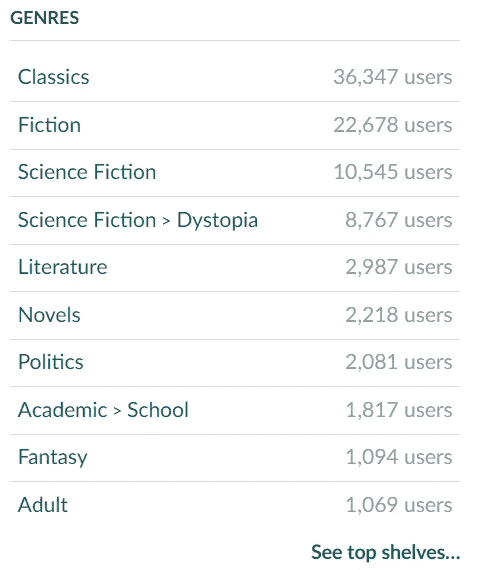 GENRES
Classics 36,347 users
Fiction 22,678 users
Science Fiction 10,545 users
Science Fiction > Dystopia 8,767 users
Literature 2,987 users
Novels 2,218 users
Politics 2,081 users
Academic > School 1,817 users
Fantasy 1,094 users
Adult 1,069 users
See top shelves…